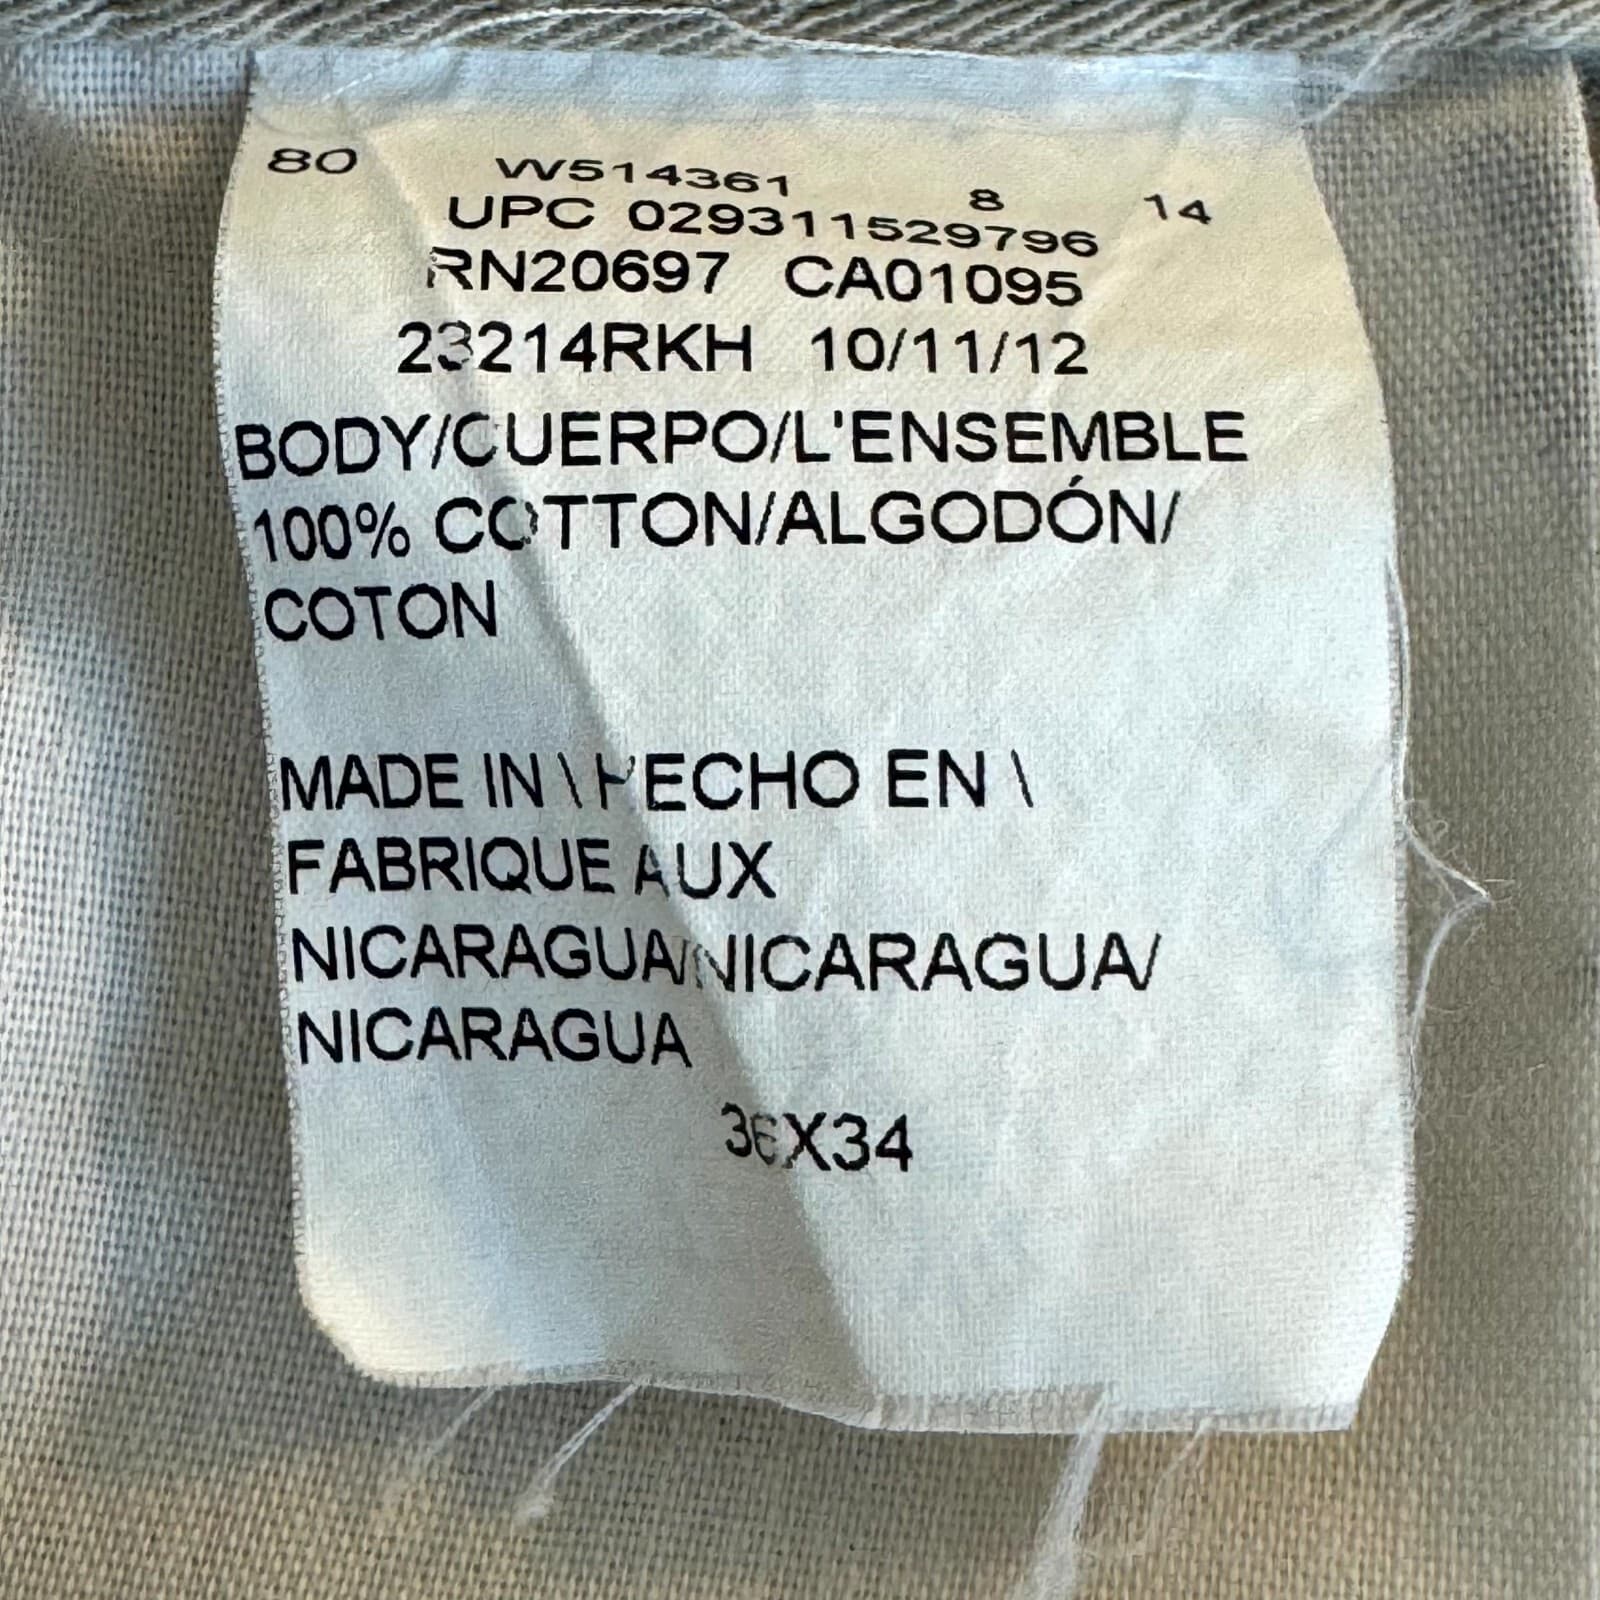 80 W514361 8 14
UPC 029311529796
RN20697 CA01095
23214RKH 10/11/12
BODY/CUERPO/L'ENSEMBLE
100% COTTON/ALGODÓN/
COTON
MADE IN \ HECHO EN \
FABRIQUE AUX
NICARAGUA/NICARAGUA/
NICARAGUA
36X34